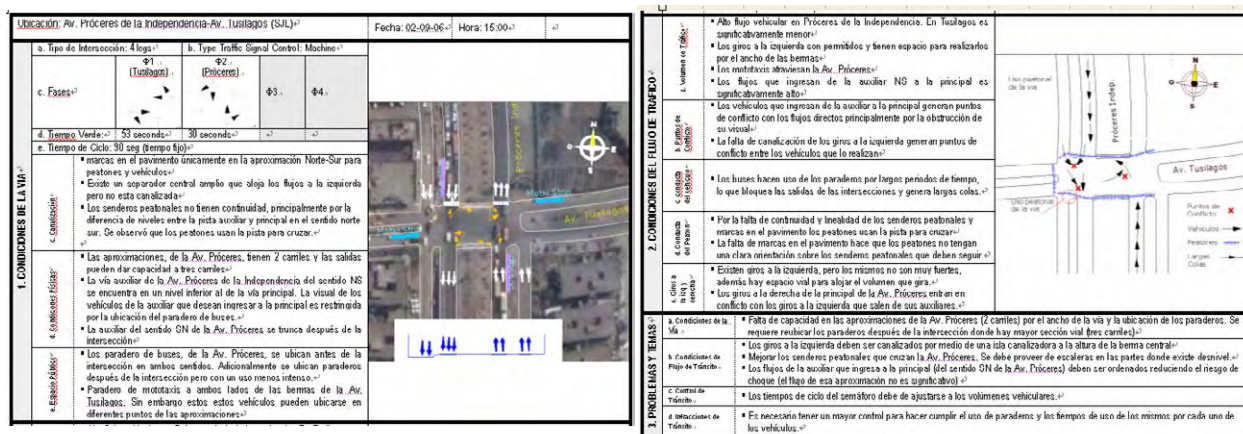 Ubicación: Av. Próceres de la Independencia-Av. Tusilagos (SJL)
Fecha: 02-09-06
Hora: 15:00
1. CONDICIONES DE LA VIA
a. Tipo de Intersección: 4 legs
b. Type Traffic Signal Control: Machine
c. Fases
Φ1
(Tusilagos)
Φ2
(Próceres)
Φ3
Φ4
d. Tiempo Verde:
53 seconds
30 seconds
e. Tiempo de Ciclo: 90 seg (tiempo fijo)
▪ marcas en el pavimento únicamente en la aproximación Norte-Sur para
peatones y vehículos
▪ Existe un separador central amplio que aloja los flujos a la izquierda
pero no esta canalizada
▪ Los senderos peatonales no tienen continuidad, principalmente por la
diferencia de niveles entre la pista auxiliar y principal en el sentido norte
sur. Se observó que los peatones usan la pista para cruzar.
d. Condiciones Físicas
▪ Las aproximaciones, de la Av. Próceres, tienen 2 carriles y las salidas
pueden dar capacidad a tres carriles
▪ La vía auxiliar de la Av. Próceres de la Independencia del sentido NS
se encuentra en un nivel inferior al de la vía principal. La visual de los
vehículos de la auxiliar que desean ingresar a la principal es restringida
por la ubicación del paradero de buses.
▪ La auxiliar del sentido SN de la Av. Próceres se trunca después de la
intersección
e. Espacio Público
▪ Los paradero de buses, de la Av. Próceres, se ubican antes de la
intersección en ambos sentidos. Adicionalmente se ubican paraderos
después de la intersección pero con un uso menos intenso.
▪ Paradero de mototaxis a ambos lados de las bermas de la Av.
Tusilagos. Sin embargo estos estos vehículos pueden ubicarse en
diferentes puntos de las aproximaciones
Próceres Indep
N
E
Av. Tusilagos
2. CONDICIONES DEL FLUJO DE TRAFICO
▪ Alto flujo vehicular en Próceres de la Independencia. En Tusilagos es
significativamente menor
▪ Los giros a la izquierda son permitidos y tienen espacio para realizarlos
por el ancho de las bermas
▪ Los mototaxis atraviesan la Av. Próceres
▪ Los flujos que ingresan de la auxiliar NS a la principal es
significativamente alto
b. Puntos de
Conflicto
▪ Los vehículos que ingresan de la auxiliar a la principal generan puntos
de conflicto con los flujos directos principalmente por la obstrucción de
su visual
▪ La falta de canalización de los giros a la izquierda generan puntos de
conflicto entre los vehículos que lo realizan
▪ Los buses hacen uso de los paraderos por largos periodos de tiempo,
lo que bloquea las salidas de las intersecciones y genera largas colas.
d. Conducta
del Peaton
▪ Por la falta de continuidad y linealidad de los senderos peatonales y
marcas en el pavimento los peatones usan la pista para cruzar
▪ La falta de marcas en el pavimento hace que los peatones no tengan
una clara orientación sobre los senderos peatonales que deben seguir
▪ Existen giros a la izquierda, pero los mismos no son muy fuertes,
además hay espacio vial para alojar el volumen que gira.
▪ Los giros a la derecha de la principal de la Av. Próceres entran en
conflicto con los giros a la izquierda que salen de sus auxiliares.
Uso peatonal
de la via
Próceres Indep.
N
E
S
O
Av. Tusilagos
Uso peatonal
de la via
Puntos de
Conflicto
Vehiculos
Peatones
Largas
Colas
3. PROBLEMAS Y TEMAS
a. Condiciones de la
Vía
▪ Falta de capacidad en las aproximaciones de la Av. Próceres (2 carriles) por el ancho de la vía y la ubicación de los paraderos. Se
requiere reubicar los paraderos después de la intersección donde hay mayor sección vial (tres carriles)
b. Condiciones de
Flujo de Tránsito
▪ Los giros a la izquierda deben ser canalizados por medio de una isla canalizadora a la altura de la berma central
▪ Mejorar los senderos peatonales que cruzan la Av. Próceres. Se debe proveer de escaleras en las partes donde existe desnivel.
▪ Los flujos de la auxiliar que ingresa a la principal (del sentido SN de la Av. Próceres) deben ser ordenados reduciendo el riesgo de
choque (el flujo de esa aproximación no es significativo)
c. Control de
Tránsito
▪ Los tiempos de ciclo del semáforo debe de ajustarse a los volúmenes vehiculares.
d. Infracciones de
Tránsito
▪ Es necesario tener un mayor control para hacer cumplir el uso de paraderos y los tiempos de uso de los mismos por cada uno de
los vehículos.